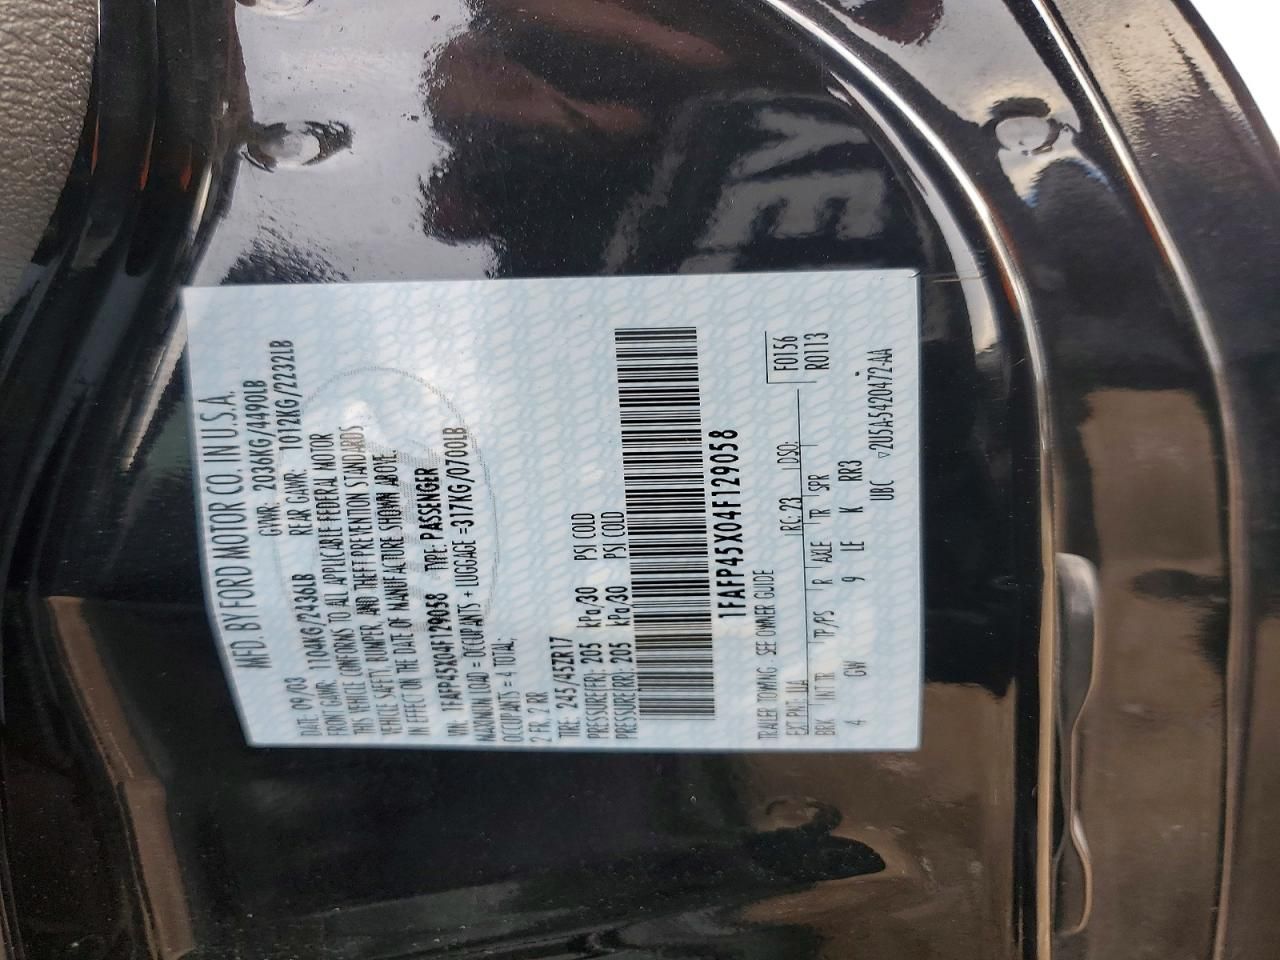 MFD. BY FORD MOTOR CO. IN U.S.A.
DATE: 09/03 GVWR: 2036KG/4490LB
FRONT GAWR: 1104KG/2436LB REAR GAWR: 1012KG/2232LB
THIS VEHICLE CONFORMS TO ALL APPLICABLE FEDERAL MOTOR
VEHICLE SAFETY, BUMPER, AND THEFT PREVENTION STANDARDS
IN EFFECT ON THE DATE OF MANUFACTURE SHOWN ABOVE.
VIN: 1FAFP45X04F129058 TYPE: PASSENGER
MAXIMUM LOAD = OCCUPANTS + LUGGAGE =317KG/0700LB
OCCUPANTS = 4 TOTAL;
2 FR, 2 RR
TIRE: 245/45ZR17
PRESSURE(FR): 205 kPa/30 PSI COLD
PRESSURE(RR): 205 kPa/30 PSI COLD
1FAFP45X04F129058
TRAILER TOWING - SEE OWNER GUIDE
F0156
EXT PNT: UA RC: 23 DSO: R0113
BRK INT TR TP/PS R AXLE TR SPR
4 GW 9 LE K RR3
UBC ▽2U5A-5420472-AA